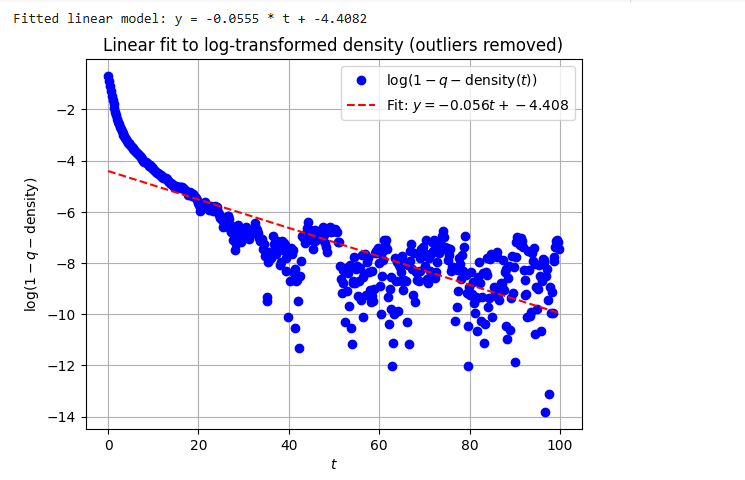 Fitted linear model: y = -0.0555 * t + -4.4082
Linear fit to log-transformed density (outliers removed)
log(1 − q − density(t))
Fit: y = −0.056t + −4.408
log(1 − q − density)
−2
−4
−6
−8
−10
−12
−14
0
20
40
60
80
100
t